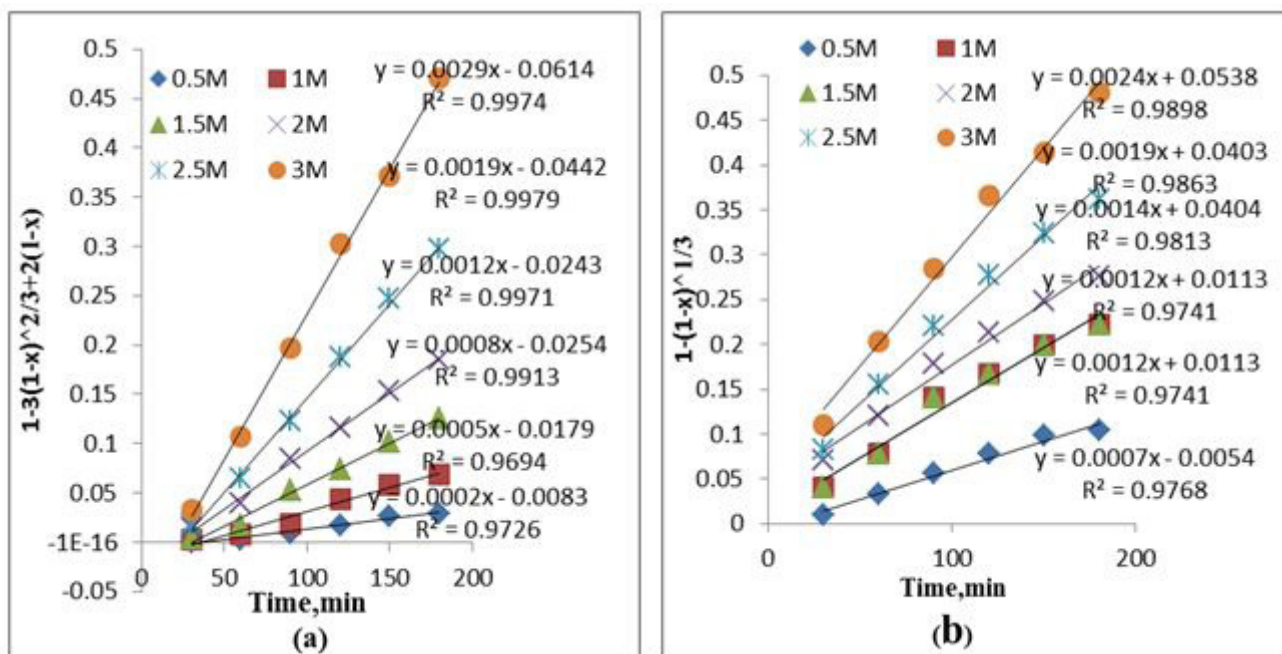 0.5M 1M
1.5M 2M
2.5M 3M
1-3(1-x)^2/3+2(1-x)
0.5
0.45
0.4
0.35
0.3
0.25
0.2
0.15
0.1
0.05
-1E-16
-0.05
y = 0.0029x - 0.0614
R² = 0.9974
y = 0.0019x - 0.0442
R² = 0.9979
y = 0.0012x - 0.0243
R² = 0.9971
y = 0.0008x - 0.0254
R² = 0.9913
y = 0.0005x - 0.0179
R² = 0.9694
y = 0.0002x - 0.0083
R² = 0.9726
0 50 100 150 200
Time,min
(a)
0.5M 1M
1.5M 2M
2.5M 3M
1-(1-x)^1/3
0.5
0.45
0.4
0.35
0.3
0.25
0.2
0.15
0.1
0.05
0
y = 0.0024x + 0.0538
R² = 0.9898
y = 0.0019x + 0.0403
R² = 0.9863
y = 0.0014x + 0.0404
R² = 0.9813
y = 0.0012x + 0.0113
R² = 0.9741
y = 0.0012x + 0.0113
R² = 0.9741
y = 0.0007x - 0.0054
R² = 0.9768
0 100 200
Time,min
(b)